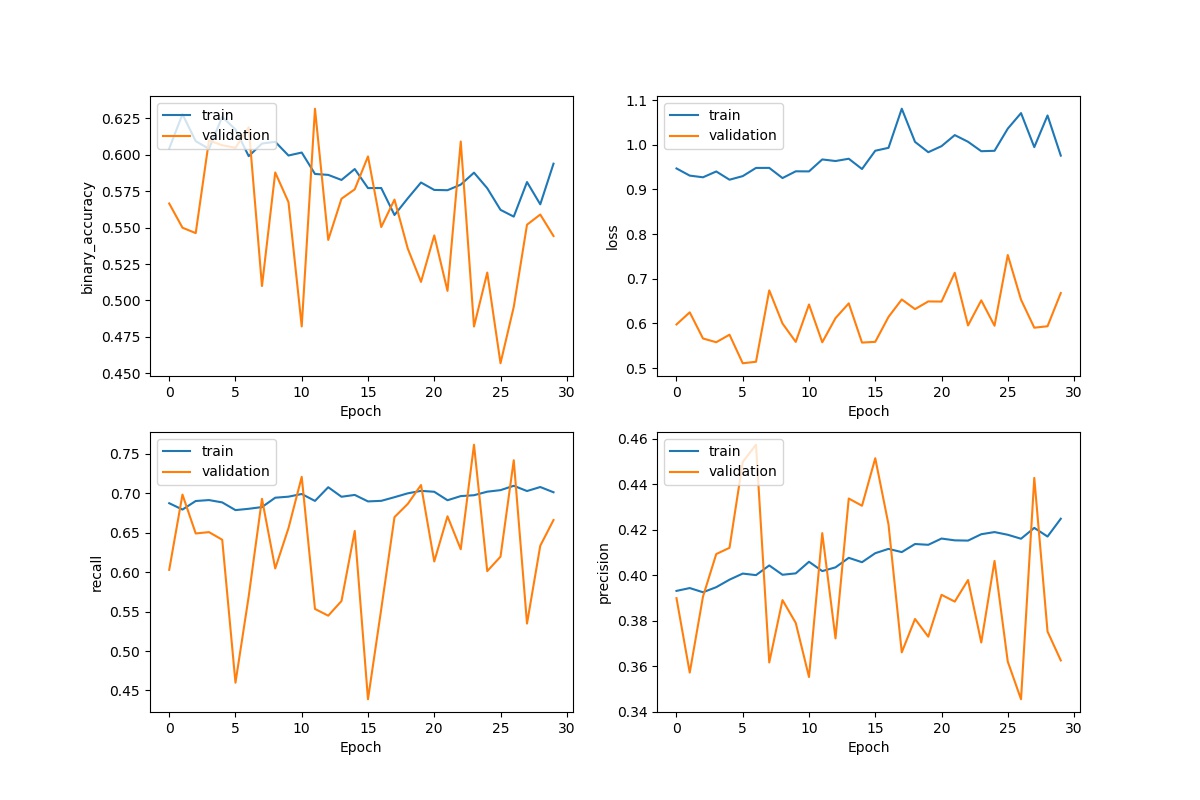 binary_accuracy
0.625
0.600
0.575
0.550
0.525
0.500
0.475
0.450
train
validation
0 5 10 15 20 25 30
Epoch
loss
1.1
1.0
0.9
0.8
0.7
0.6
0.5
train
validation
0 5 10 15 20 25 30
Epoch
recall
0.75
0.70
0.65
0.60
0.55
0.50
0.45
train
validation
0 5 10 15 20 25 30
Epoch
precision
0.46
0.44
0.42
0.40
0.38
0.36
0.34
train
validation
0 5 10 15 20 25 30
Epoch